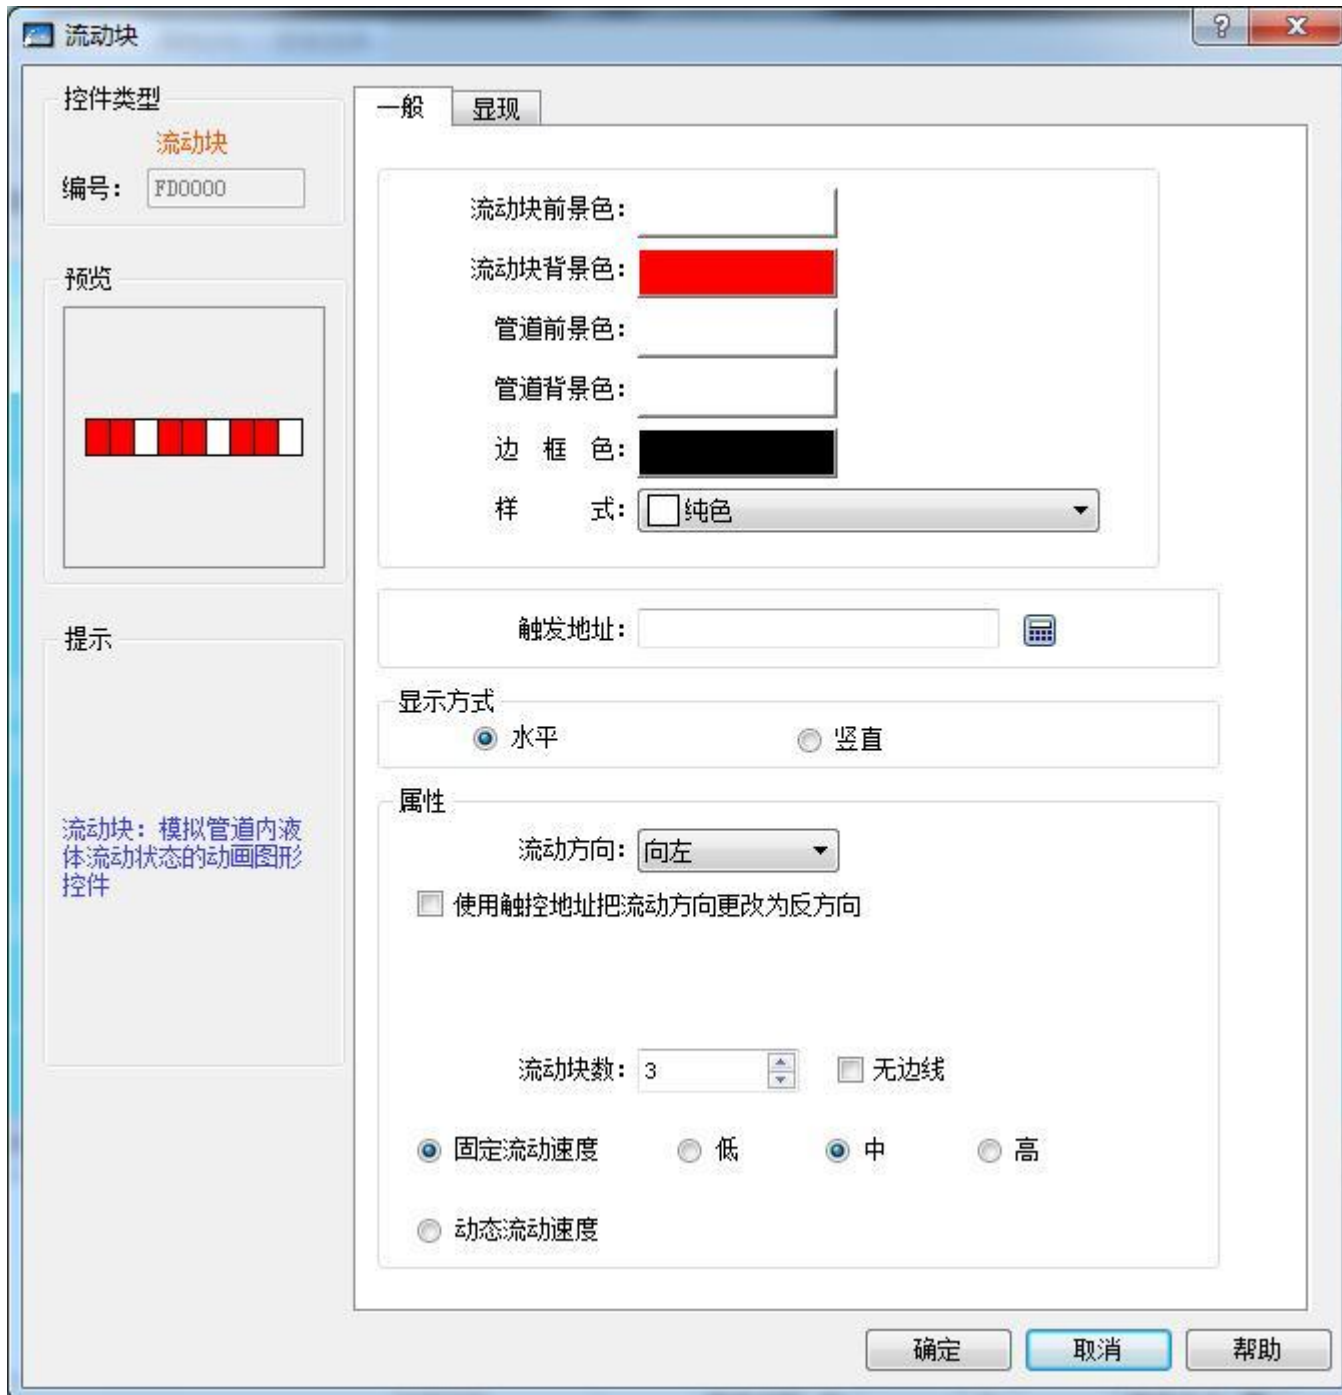 流动块
控件类型
流动块
编号： FD0000
预览
提示
流动块：模拟管道内液
体流动状态的动画图形
控件
一般 显现
流动块前景色：
流动块背景色：
管道前景色：
管道背景色：
边 框 色：
样 式： 纯色
触发地址：
显示方式
水平 竖直
属性
流动方向： 向左
使用触控地址把流动方向更改为反方向
流动块数： 3 无边线
固定流动速度 低 中 高
动态流动速度
确定 取消 帮助